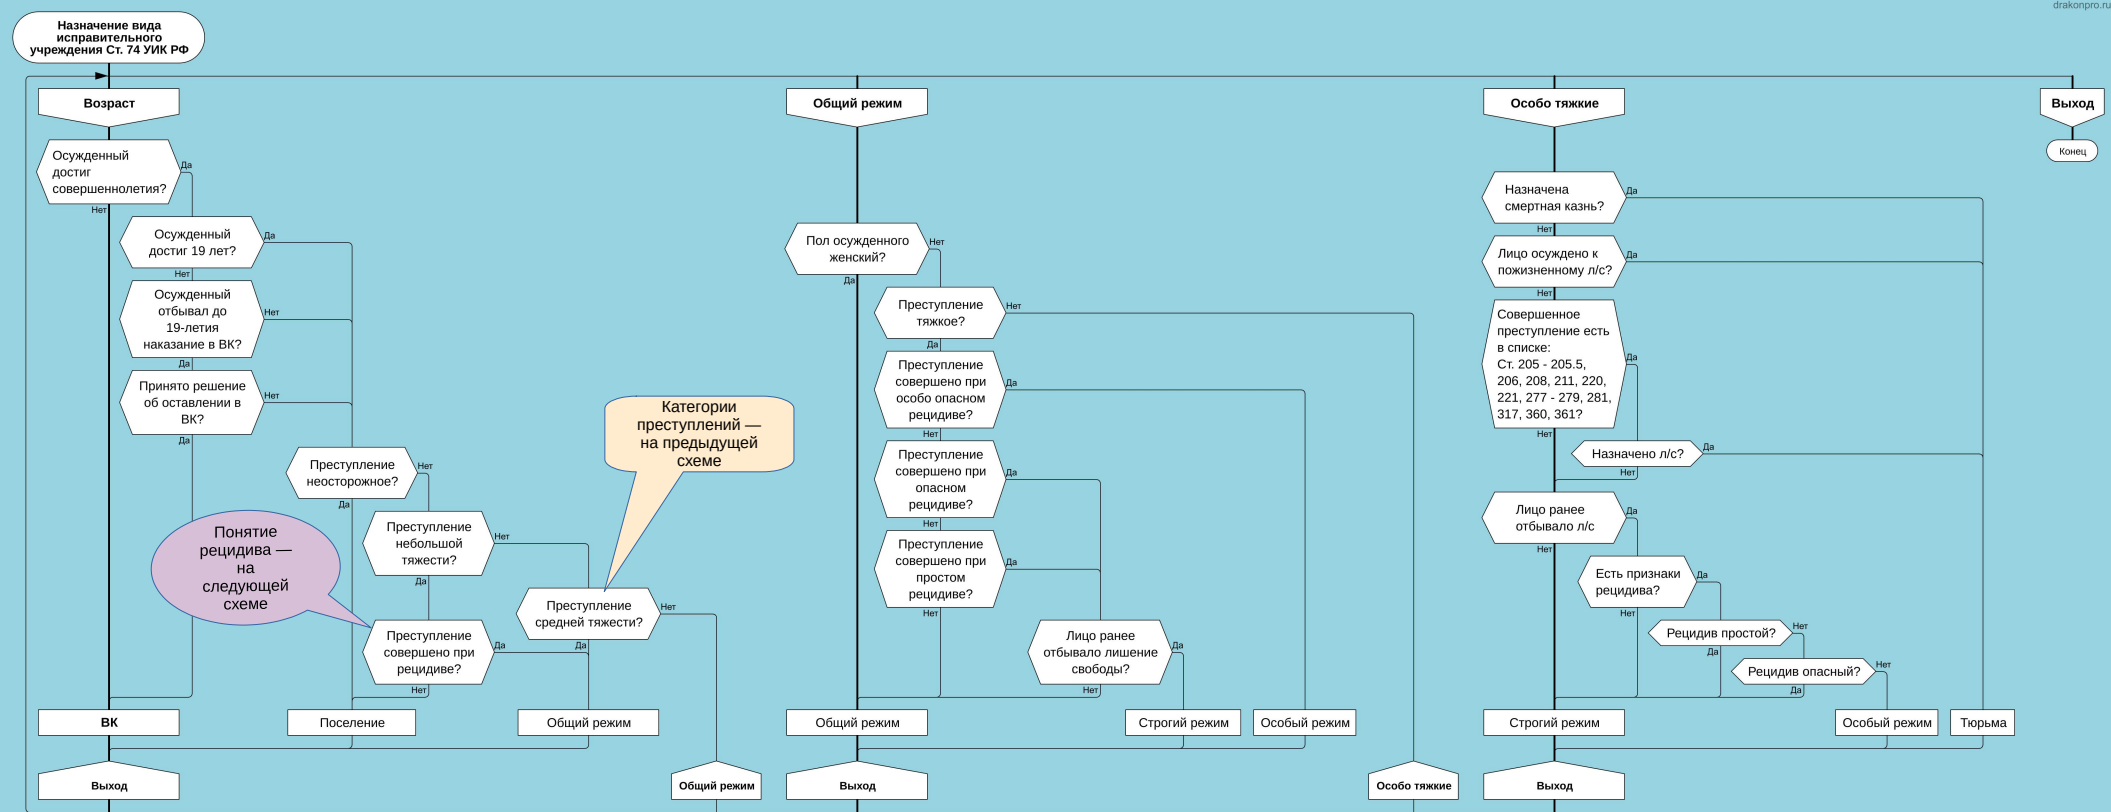 drakonpro.ru
Назначение вида
исправительного
учреждения Ст. 74 УИК РФ
Возраст
Осужденный
достиг
совершеннолетия?
Да
Нет
Осужденный
достиг 19 лет?
Да
Нет
Осужденный
отбывал до
19-летия
наказание в ВК?
Нет
Да
Принято решение
об оставлении в
ВК?
Нет
Да
Преступление
неосторожное?
Нет
Да
Преступление
небольшой
тяжести?
Нет
Да
Преступление
средней тяжести?
Нет
Да
Преступление
совершено при
рецидиве?
Да
Нет
Категории
преступлений —
на предыдущей
схеме
Понятие
рецидива —
на
следующей
схеме
ВК
Поселение
Общий режим
Выход
Общий режим
Общий режим
Пол осужденного
женский?
Нет
Да
Преступление
тяжкое?
Нет
Да
Преступление
совершено при
особо опасном
рецидиве?
Да
Нет
Преступление
совершено при
опасном
рецидиве?
Да
Нет
Преступление
совершено при
простом
рецидиве?
Да
Нет
Лицо ранее
отбывало лишение
свободы?
Да
Нет
Общий режим
Строгий режим
Особый режим
Выход
Особо тяжкие
Особо тяжкие
Назначена
смертная казнь?
Да
Нет
Лицо осуждено к
пожизненному л/с?
Да
Нет
Совершенное
преступление есть
в списке:
Ст. 205 - 205.5,
206, 208, 211, 220,
221, 277 - 279, 281,
317, 360, 361?
Да
Нет
Назначено л/с?
Да
Нет
Лицо ранее
отбывало л/с
Да
Нет
Есть признаки
рецидива?
Да
Нет
Рецидив простой?
Нет
Да
Рецидив опасный?
Нет
Да
Строгий режим
Особый режим
Тюрьма
Выход
Выход
Конец